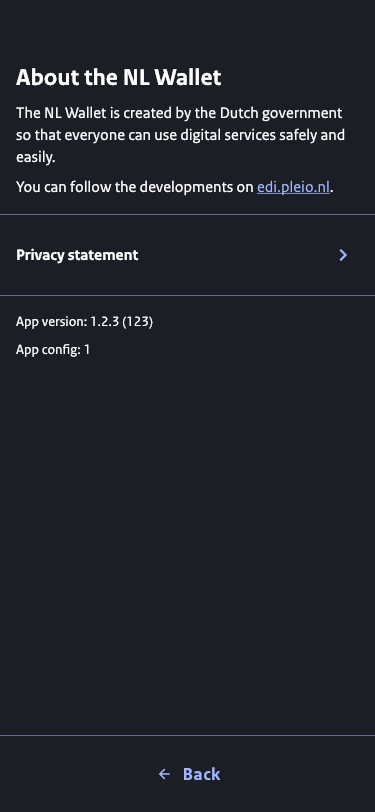 About the NL Wallet
The NL Wallet is created by the Dutch government
so that everyone can use digital services safely and
easily.
You can follow the developments on edi.pleio.nl.
Privacy statement
App version: 1.2.3 (123)
App config: 1
Back